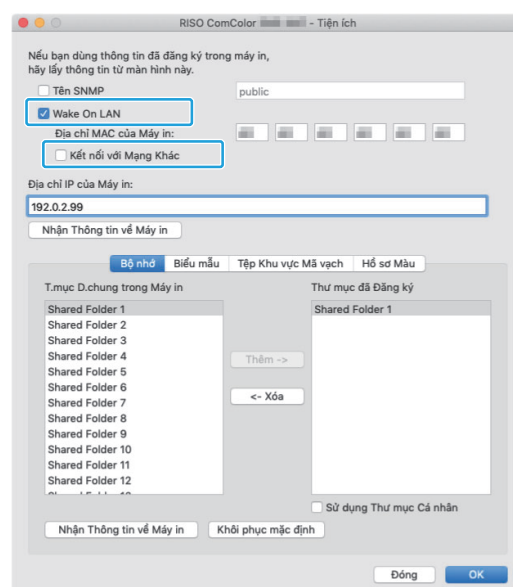 RISO ComColor - Tiện ích
Nếu bạn dùng thông tin đã đăng ký trong máy in,
hãy lấy thông tin từ màn hình này.
Tên SNMP
public
Wake On LAN
Địa chỉ MAC của Máy in:
Kết nối với Mạng Khác
Địa chỉ IP của Máy in:
192.0.2.99
Nhận Thông tin về Máy in
Bộ nhớ Biểu mẫu Tệp Khu vực Mã vạch Hồ sơ Màu
T.mục D.chung trong Máy in Thư mục đã Đăng ký
Shared Folder 1 Shared Folder 1
Shared Folder 2
Shared Folder 3
Shared Folder 4
Shared Folder 5
Shared Folder 6
Shared Folder 7
Shared Folder 8
Shared Folder 9
Shared Folder 10
Shared Folder 11
Shared Folder 12
Thêm ->
<- Xóa
Sử dụng Thư mục Cá nhân
Nhận Thông tin về Máy in Khôi phục mặc định
Đóng OK